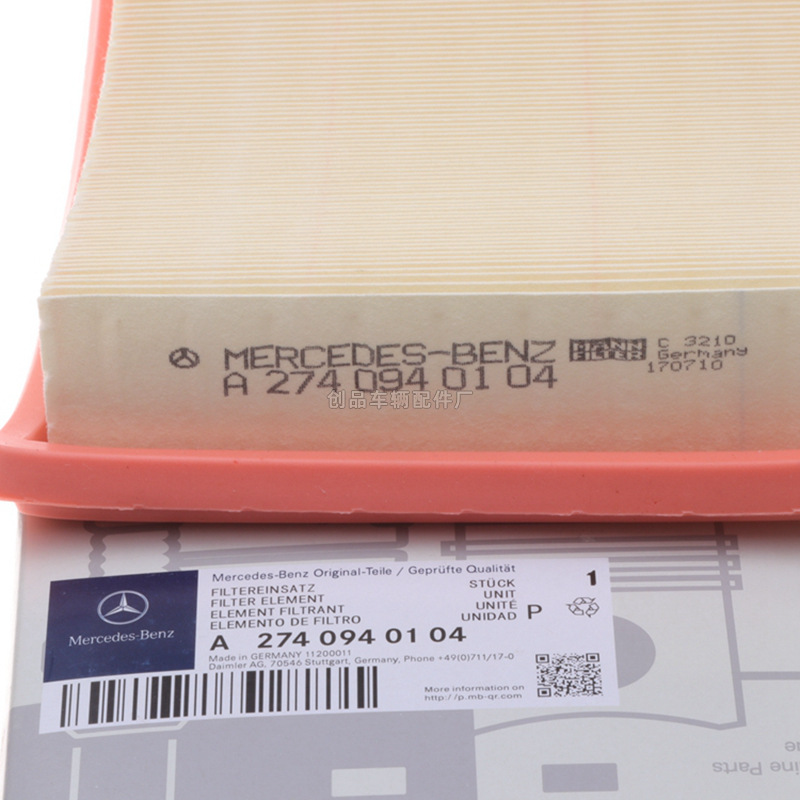 MERCEDES-BENZ
A 274 094 01 04
MANN FILTER
C 3210
Germany
170710
创品车辆配件厂
Mercedes-Benz
Mercedes-Benz Original-Teile / Geprüfte Qualität
FILTEREINSATZ
FILTER ELEMENT
ELEMENT FILTRANT
ELEMENTO DE FILTRO
STÜCK
UNIT
UNITÉ
UNIDAD
P
1
A 274 094 01 04
Made in GERMANY 11200011
Daimler AG, 70546 Stuttgart, Germany, Phone +49(0)711/17-0
More information on
http://p.mb-qr.com
ine Parts